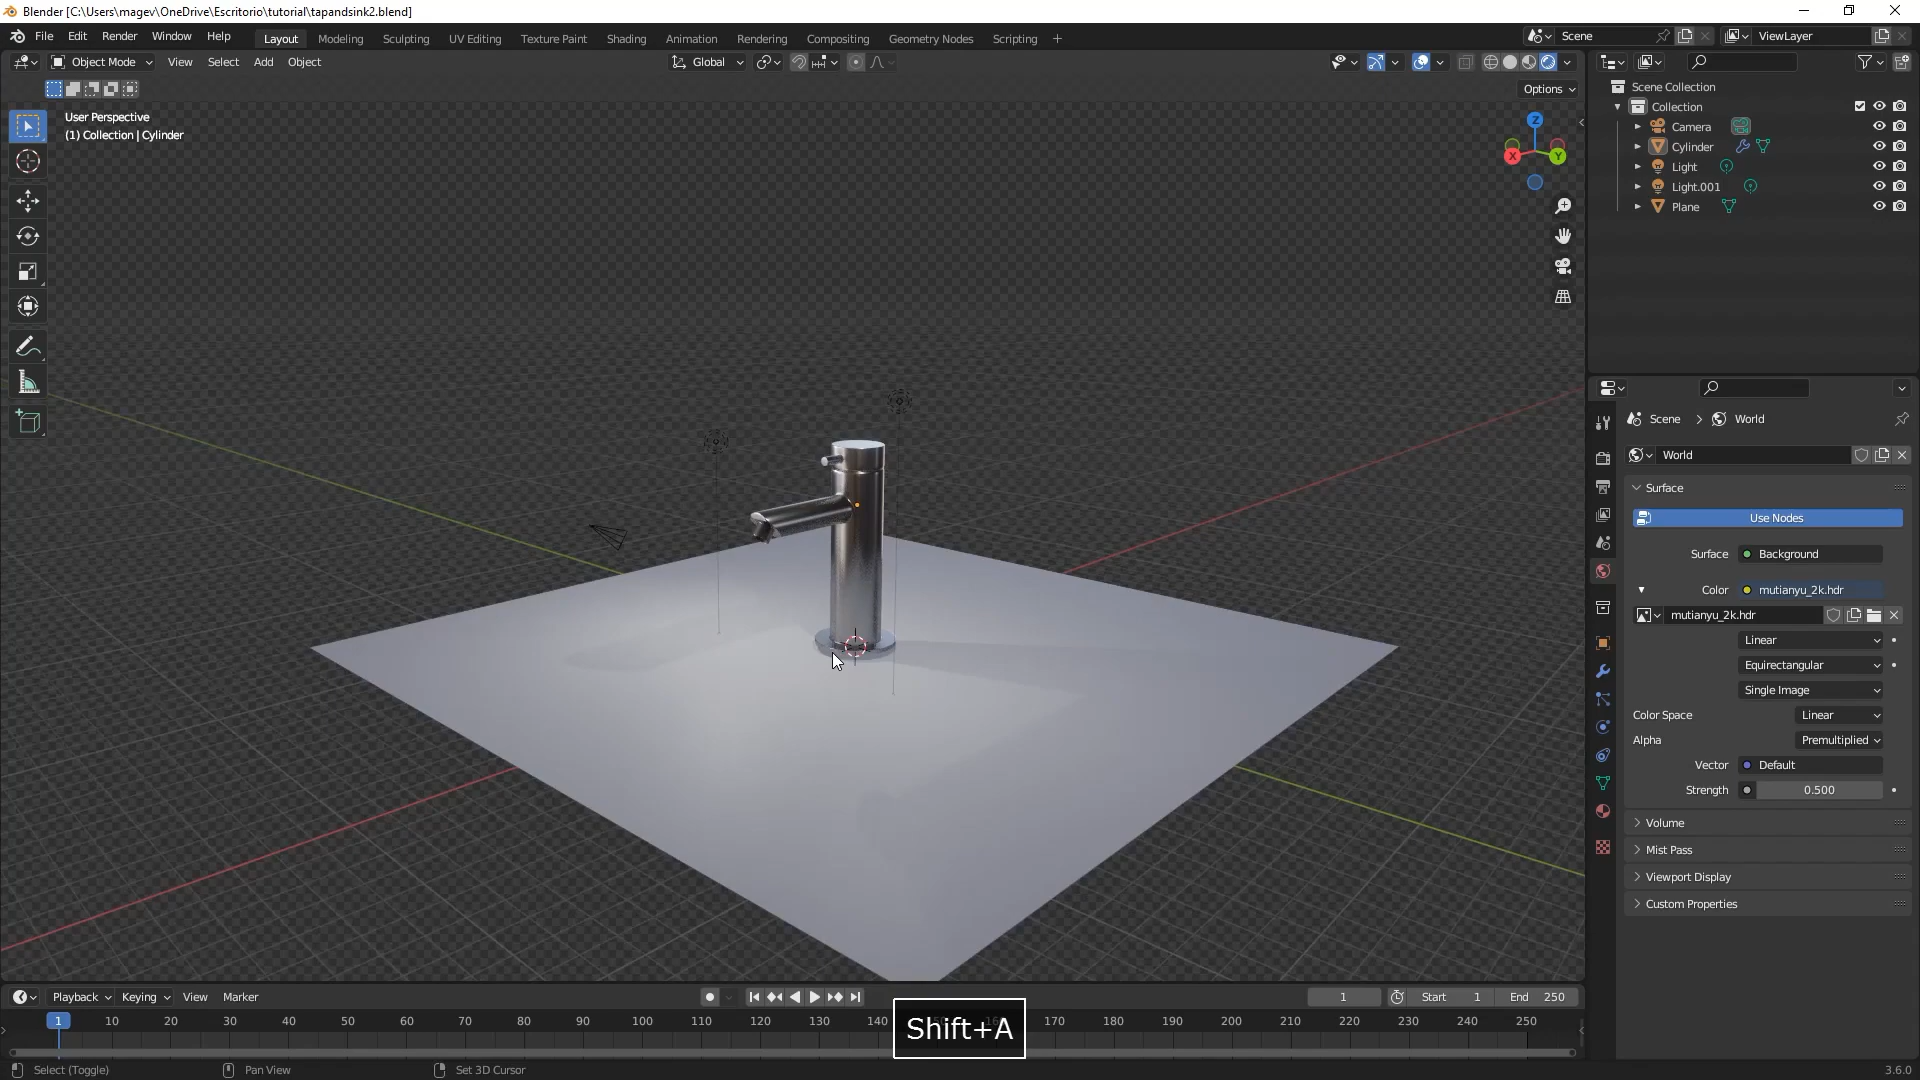 Blender [C:\Users\magev\OneDrive\Escritorio\tutorial\tapandsink2.blend]
File Edit Render Window Help Layout Modeling Sculpting UV Editing Texture Paint Shading Animation Rendering Compositing Geometry Nodes Scripting + Scene ViewLayer
Object Mode View Select Add Object Global
Options
User Perspective
(1) Collection | Cylinder
Z
X
Y
Scene Collection
Collection
Camera
Cylinder
Light
Light.001
Plane
Scene > World
World
Surface
Use Nodes
Surface Background
Color mutianyu_2k.hdr
mutianyu_2k.hdr
Linear
Equirectangular
Single Image
Color Space Linear
Alpha Premultiplied
Vector Default
Strength 0.500
Volume
Mist Pass
Viewport Display
Custom Properties
Playback Keying View Marker 1 Start 1 End 250
1 10 20 30 40 50 60 70 80 90 100 110 120 130 140 170 180 190 200 210 220 230 240 250
Shift+A
Select (Toggle) Pan View Set 3D Cursor 3.6.0